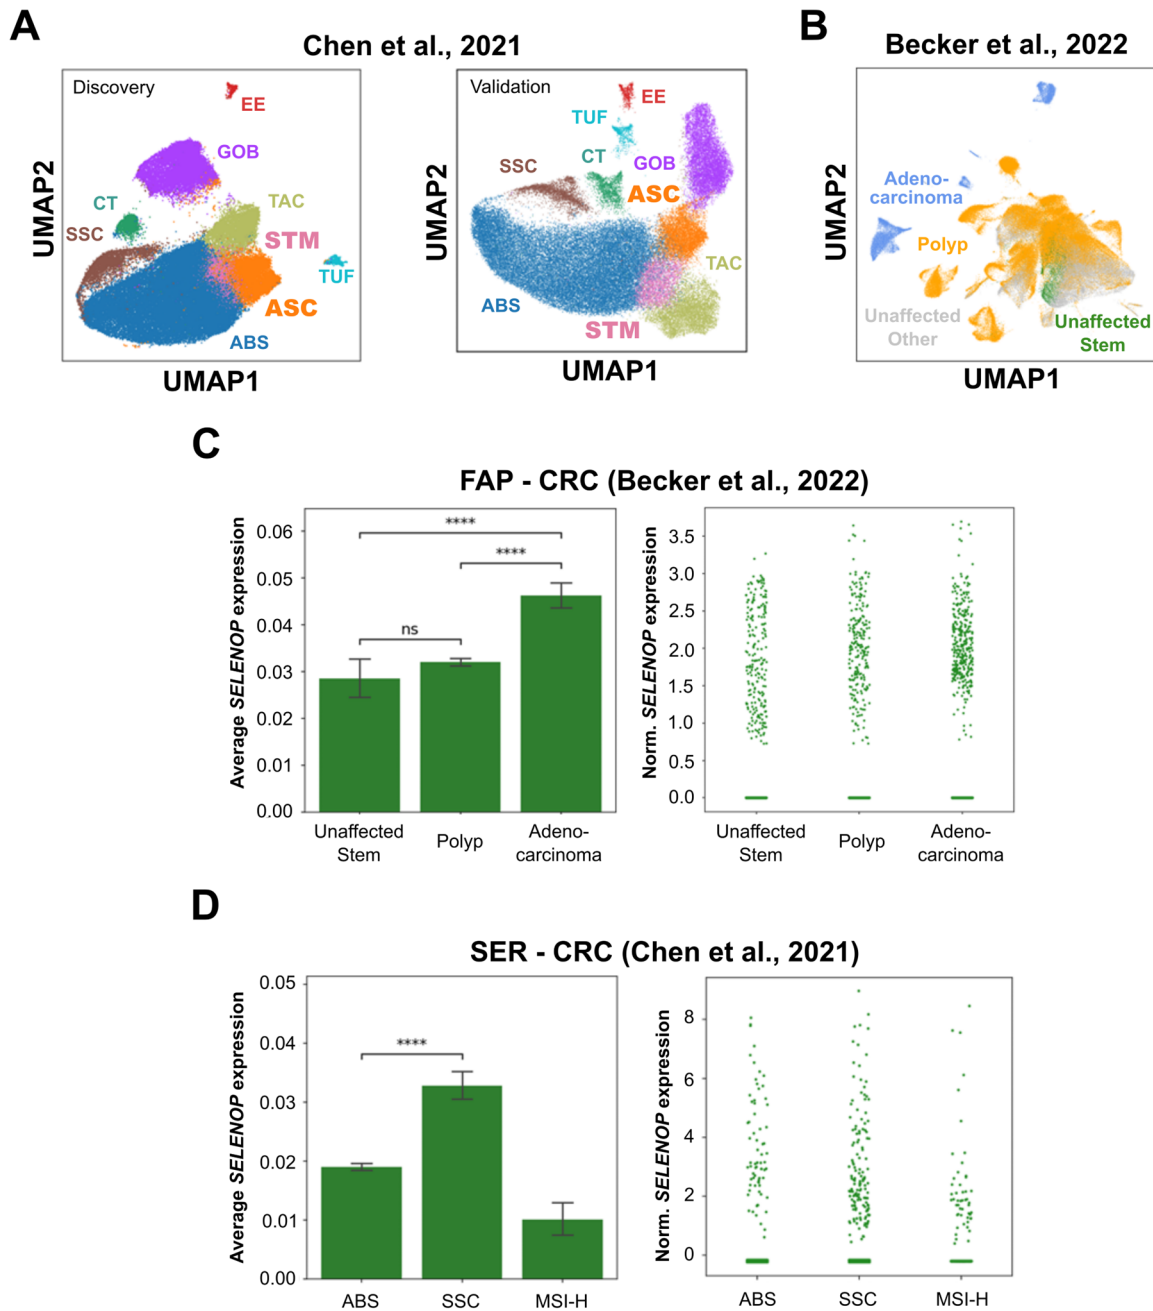 A
Chen et al., 2021
Discovery
EE
GOB
CT
TAC
SSC
STM
TUF
ASC
ABS
UMAP2
UMAP1
Validation
EE
TUF
CT
GOB
SSC
ASC
TAC
ABS
STM
UMAP2
UMAP1
B
Becker et al., 2022
Adeno-
carcinoma
Polyp
Unaffected
Other
Unaffected
Stem
UMAP2
UMAP1
C
FAP - CRC (Becker et al., 2022)
Average SELENOP expression
0.06
0.05
0.04
0.03
0.02
0.01
0.00
****
****
ns
Unaffected
Stem
Polyp
Adeno-
carcinoma
Norm. SELENOP expression
3.5
3.0
2.5
2.0
1.5
1.0
0.5
0.0
Unaffected
Stem
Polyp
Adeno-
carcinoma
D
SER - CRC (Chen et al., 2021)
Average SELENOP expression
0.05
0.04
0.03
0.02
0.01
0.00
****
ABS
SSC
MSI-H
Norm. SELENOP expression
8
6
4
2
0
ABS
SSC
MSI-H